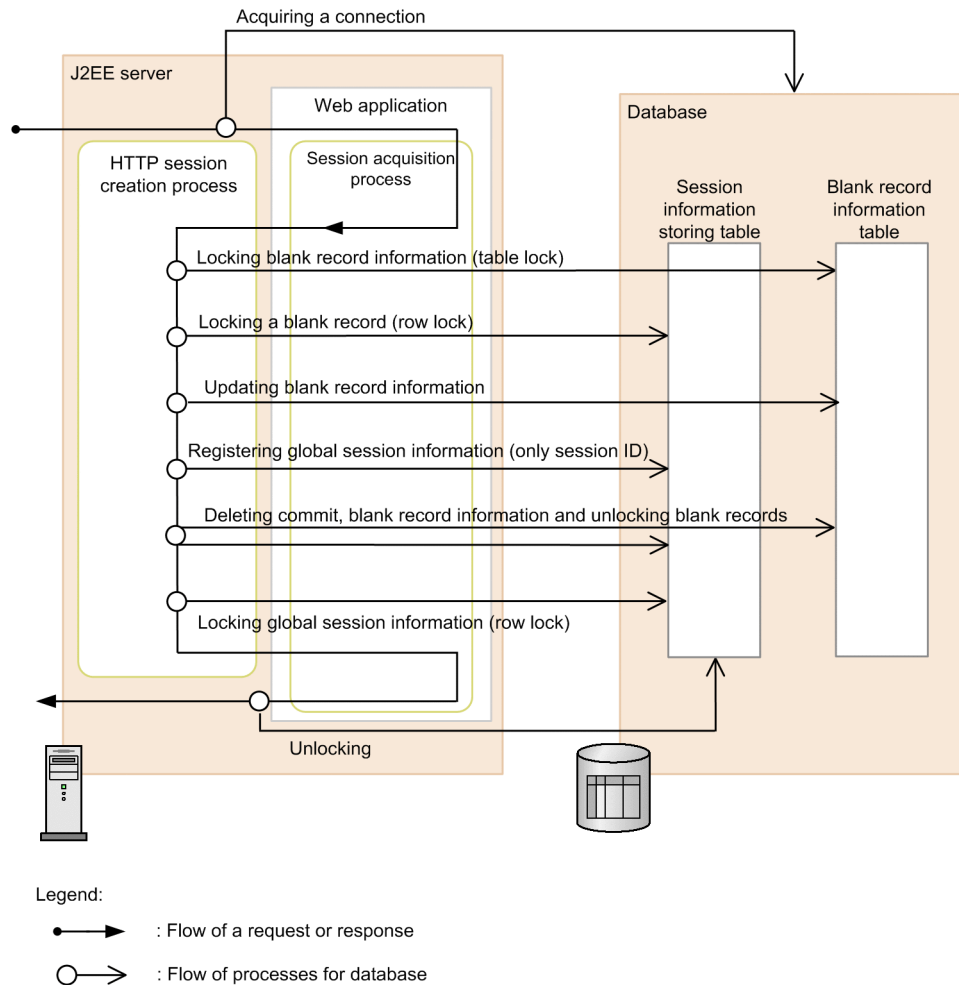 Acquiring a connection
J2EE server
Web application
Database
HTTP session
creation process
Session acquisition
process
Session
information
storing table
Blank record
information
table
Locking blank record information (table lock)
Locking a blank record (row lock)
Updating blank record information
Registering global session information (only session ID)
Deleting commit, blank record information and unlocking blank records
Locking global session information (row lock)
Unlocking
Legend:
: Flow of a request or response
: Flow of processes for database